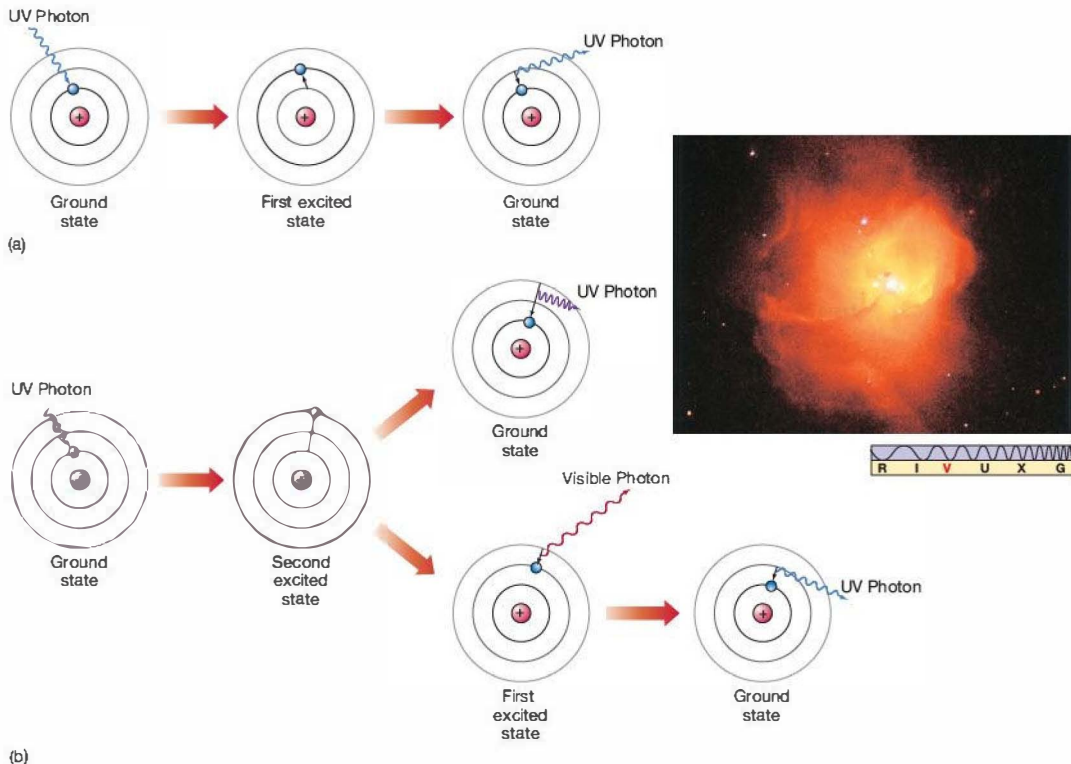 UV Photon
UV Photon
Ground
state
First excited
state
Ground
state
(a)
UV Photon
Ground
state
UV Photon
Ground
state
Second
excited
state
Visible Photon
First
excited
state
UV Photon
Ground
state
R I V U X G
(b)